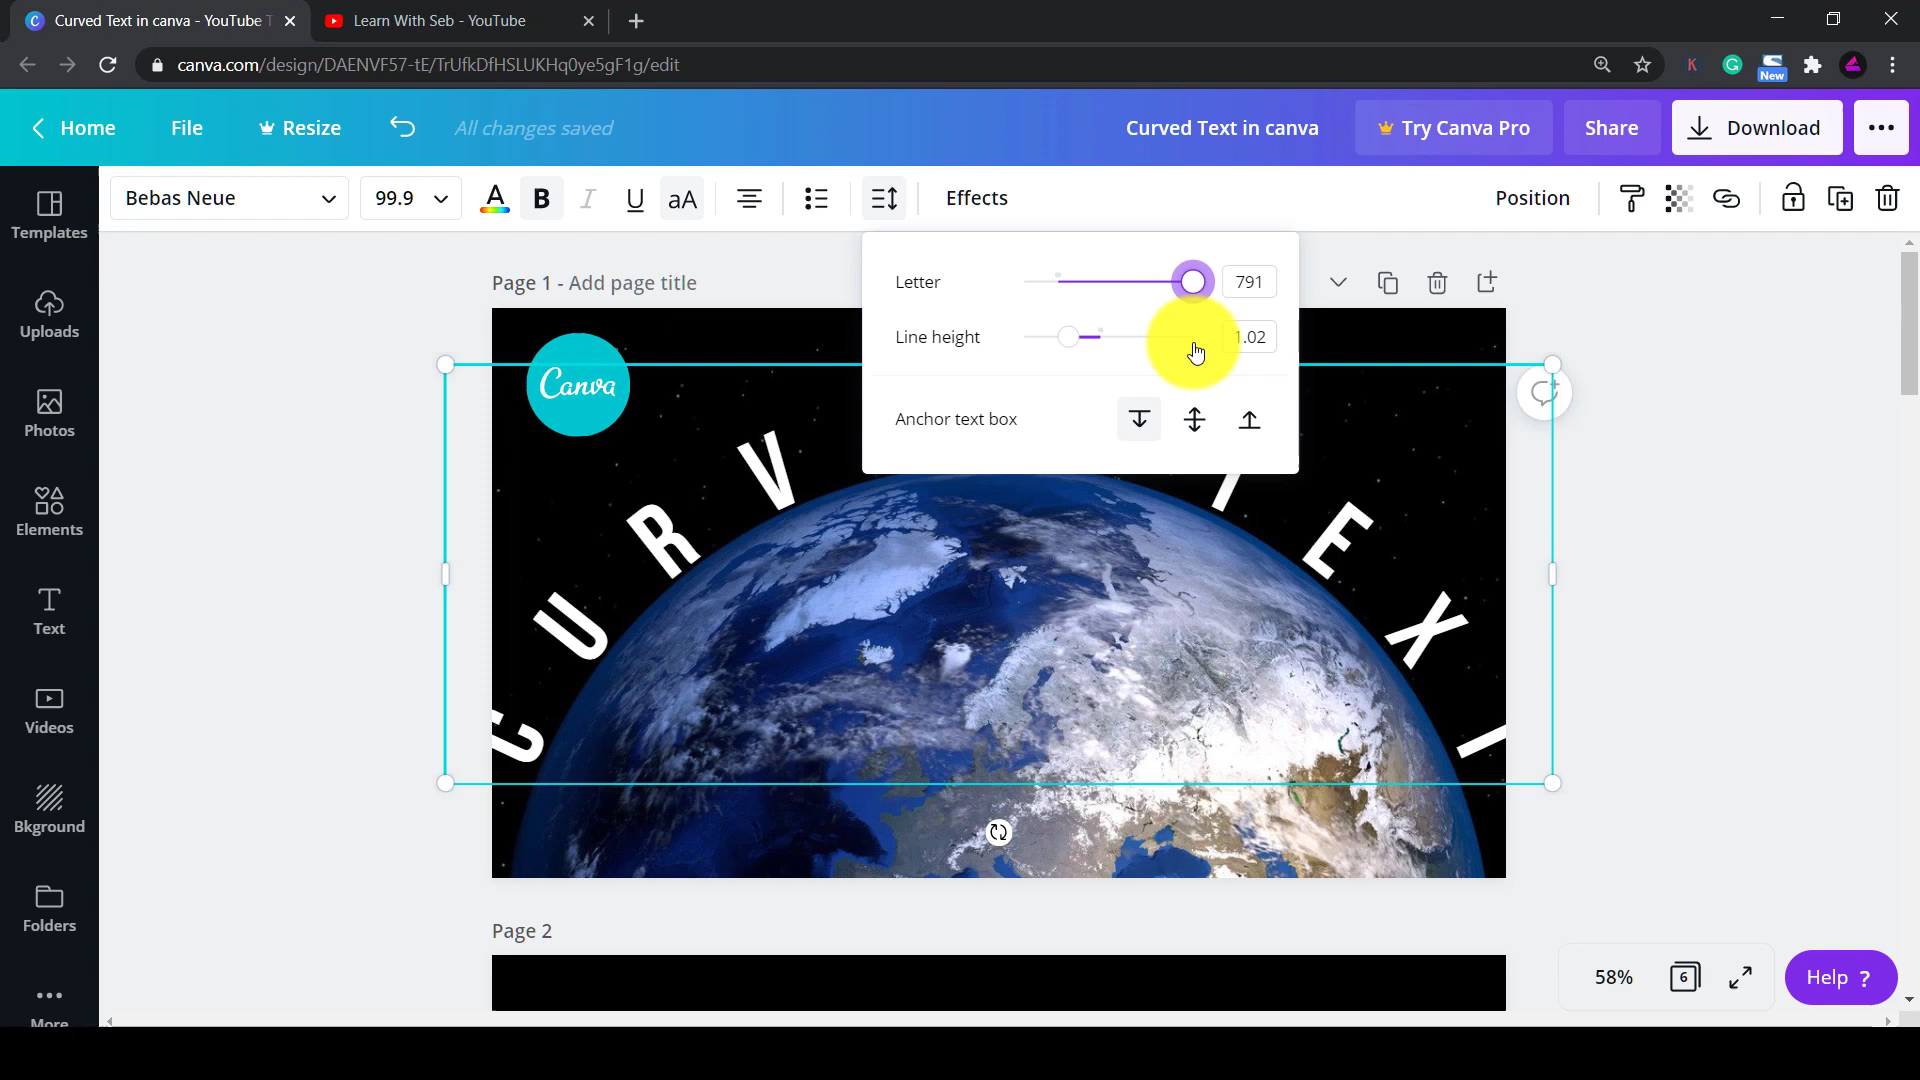 Curved Text in canva - YouTube T
Learn With Seb - YouTube
canva.com/design/DAENVF57-tE/TrUfkDfHSLUKHq0ye5gF1g/edit
K
G
New
Home
File
Resize
All changes saved
Curved Text in canva
Try Canva Pro
Share
Download
Bebas Neue
99.9
A
B
I
U
aA
Effects
Position
Templates
Uploads
Photos
Elements
Text
Videos
Bkground
Folders
More
Page 1 - Add page title
Letter
791
Line height
1.02
Anchor text box
Canva
C U R V T E X T
Page 2
58%
6
Help ?